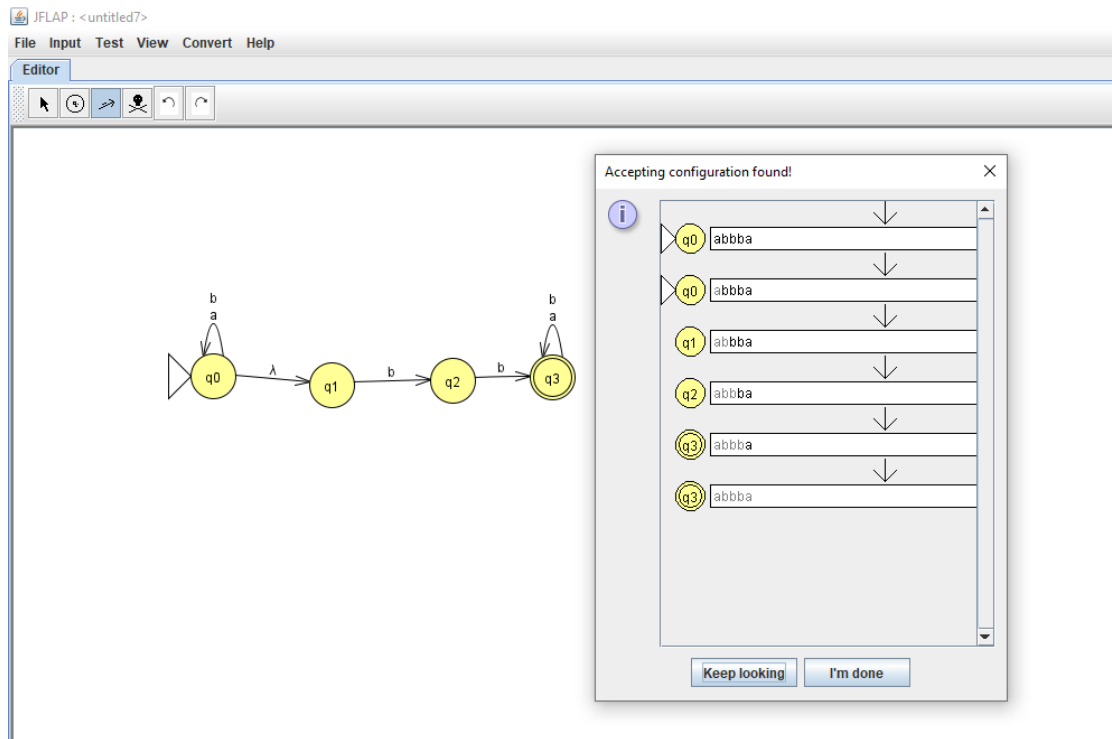 JFLAP : <untitled7>
File Input Test View Convert Help
Editor
b
a
q0
λ
q1
b
q2
b
b
a
q3
Accepting configuration found!
i
q0 abbba
q0 abbba
q1 abbba
q2 abbba
q3 abbba
q3 abbba
Keep looking
I'm done